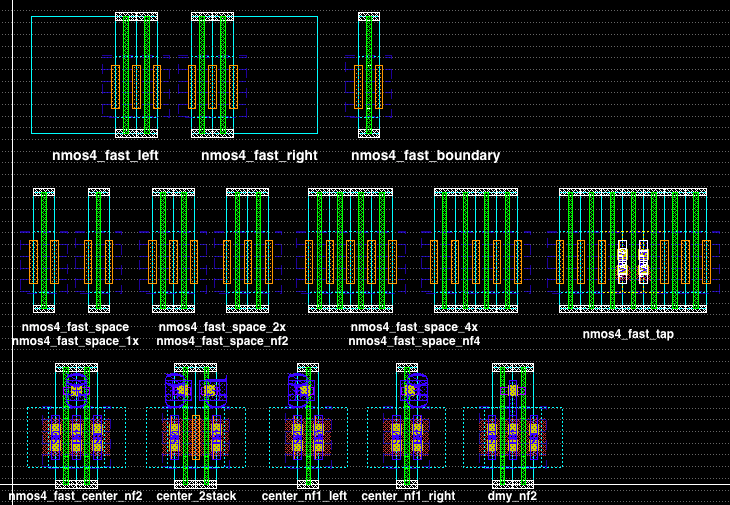 nmos4_fast_left
nmos4_fast_right
nmos4_fast_boundary
nmos4_fast_space
nmos4_fast_space_1x
nmos4_fast_space_2x
nmos4_fast_space_nf2
nmos4_fast_space_4x
nmos4_fast_space_nf4
nmos4_fast_tap
nmos4_fast_center_nf2
center_2stack
center_nf1_left
center_nf1_right
dmy_nf2